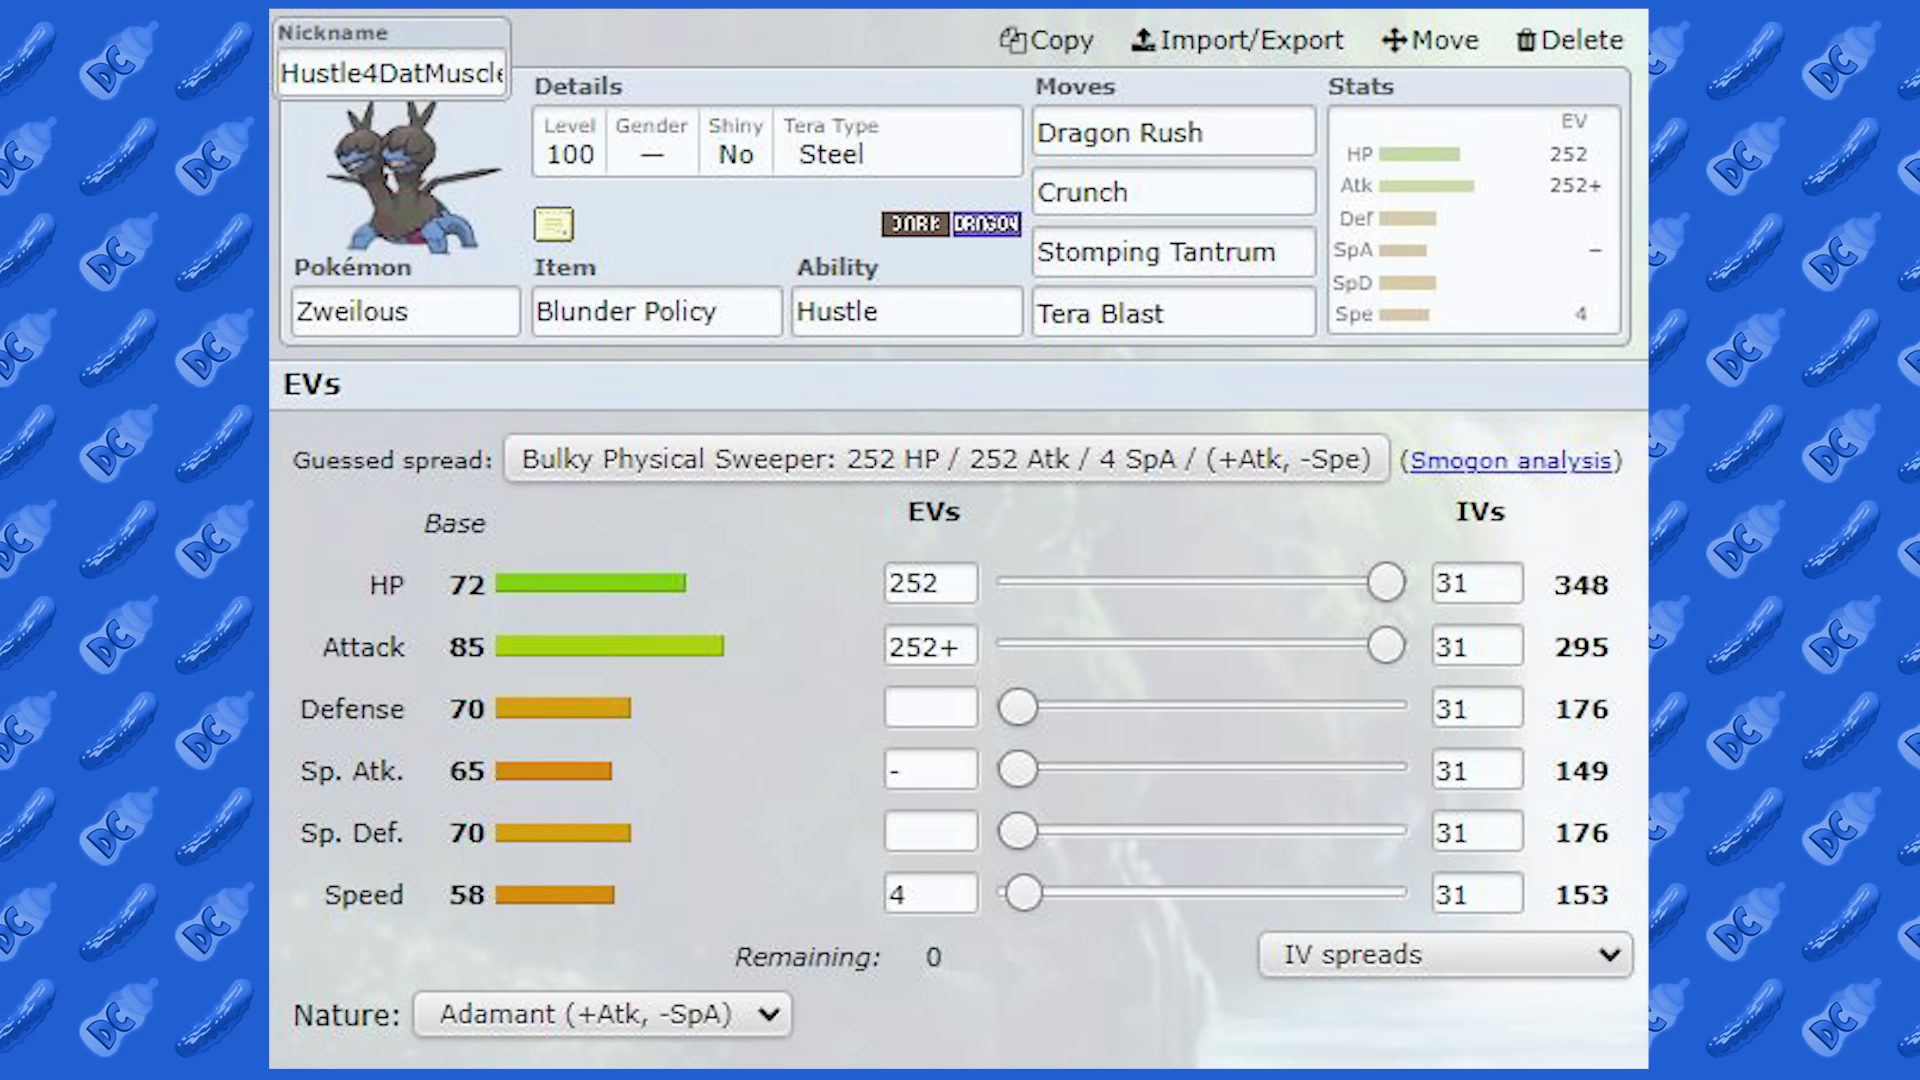 Nickname
Hustle4DatMuscle
Copy Import/Export Move Delete
Details
Level Gender Shiny Tera Type
100 — No Steel
DARK DRAGON
Pokémon Item Ability
Zweilous Blunder Policy Hustle
Moves
Dragon Rush
Crunch
Stomping Tantrum
Tera Blast
Stats
EV
HP 252
Atk 252+
Def
SpA –
SpD
Spe 4
EVs
Guessed spread: Bulky Physical Sweeper: 252 HP / 252 Atk / 4 SpA / (+Atk, -Spe) (Smogon analysis)
Base EVs IVs
HP 72 252 31 348
Attack 85 252+ 31 295
Defense 70 31 176
Sp. Atk. 65 - 31 149
Sp. Def. 70 31 176
Speed 58 4 31 153
Remaining: 0
IV spreads
Nature: Adamant (+Atk, -SpA)
DC